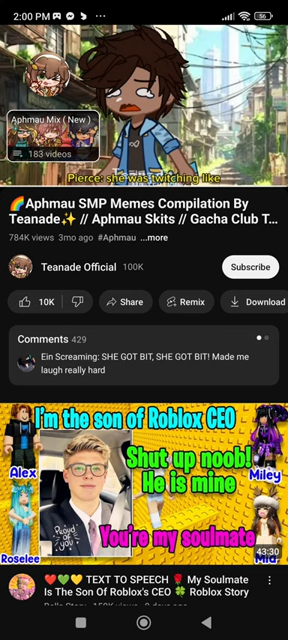 2:00 PM
56
Aphmau Mix ( New )
183 videos
Pierce: she was twitching like
🌈Aphmau SMP Memes Compilation By
Teanade✨ // Aphmau Skits // Gacha Club T...
784K views 3mo ago #Aphmau ...more
Teanade Official 100K
Subscribe
10K
Share
Remix
Download
Comments 429
Ein Screaming: SHE GOT BIT, SHE GOT BIT! Made me
laugh really hard
I'm the son of Roblox CEO
Shut up noob!
He is mine
Alex
Miley
Proud
of you
You're my soulmate
Roselee
43:30
❤️💚💛 TEXT TO SPEECH 🌹 My Soulmate
Is The Son Of Roblox's CEO 🍀 Roblox Story